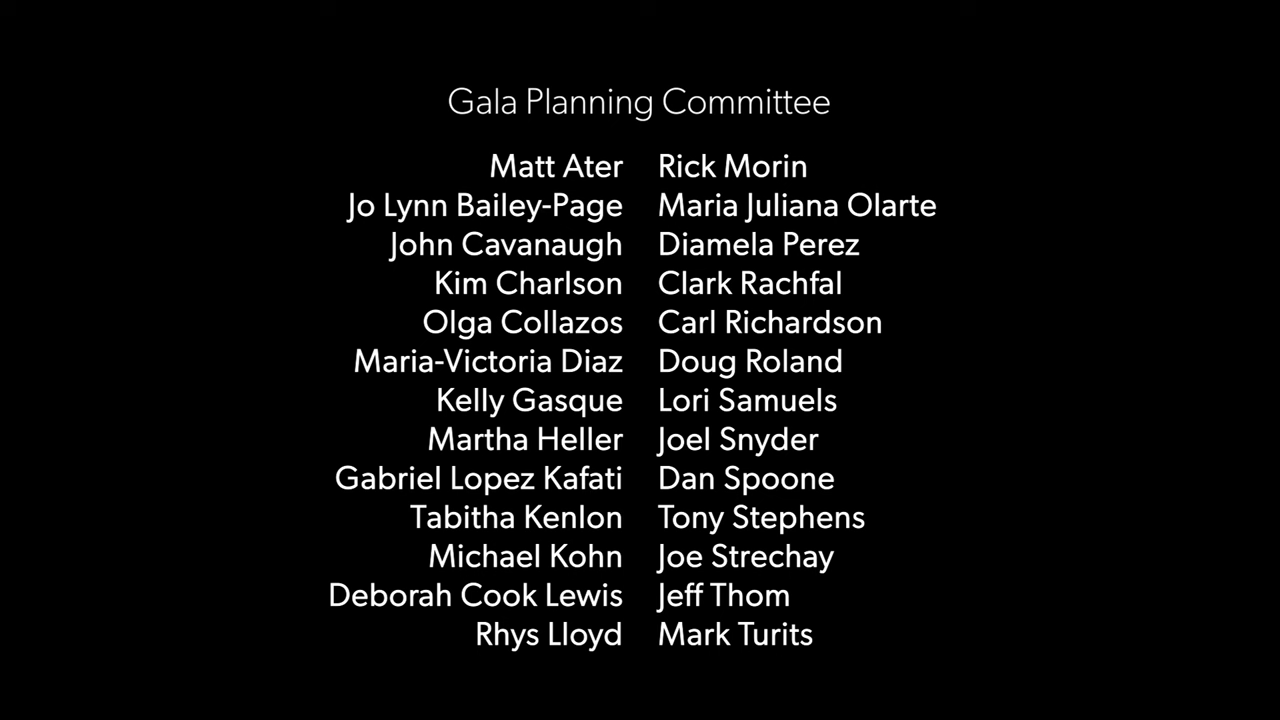 Gala Planning Committee
Matt Ater Rick Morin
Jo Lynn Bailey-Page Maria Juliana Olarte
John Cavanaugh Diamela Perez
Kim Charlson Clark Rachfal
Olga Collazos Carl Richardson
Maria-Victoria Diaz Doug Roland
Kelly Gasque Lori Samuels
Martha Heller Joel Snyder
Gabriel Lopez Kafati Dan Spoone
Tabitha Kenlon Tony Stephens
Michael Kohn Joe Strechay
Deborah Cook Lewis Jeff Thom
Rhys Lloyd Mark Turits